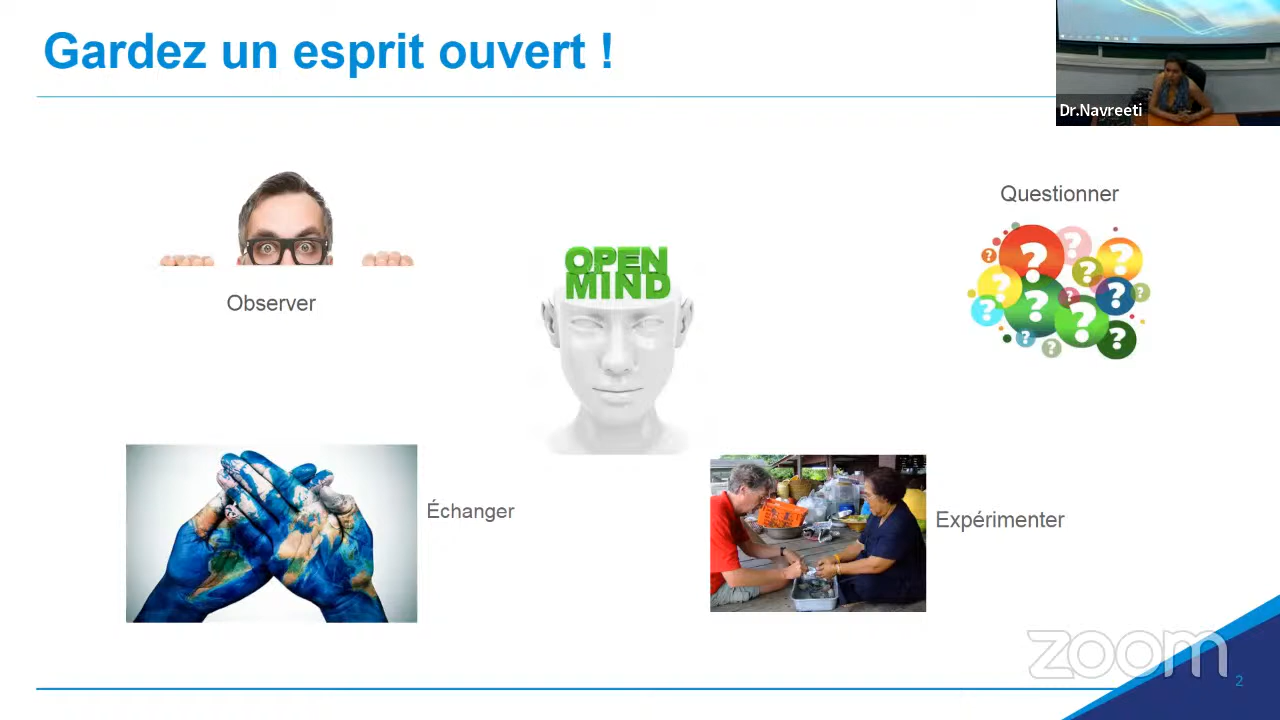 Gardez un esprit ouvert !
Dr.Navreeti
Questionner
Observer
OPEN
MIND
Échanger
Expérimenter
zoom
2